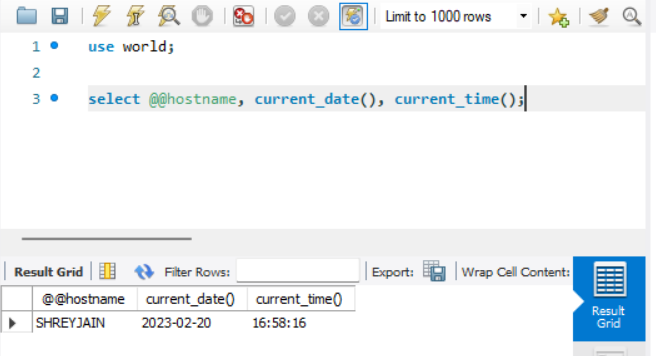 Limit to 1000 rows
1 use world;
2
3 select @@hostname, current_date(), current_time();
Result Grid Filter Rows: Export: Wrap Cell Content:
@@hostname current_date() current_time()
SHREYJAIN 2023-02-20 16:58:16
Result
Grid